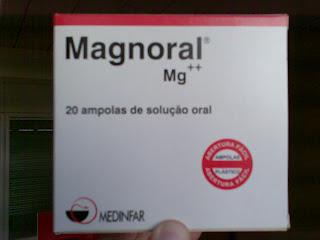 Magnoral®
Mg++
20 ampolas de solução oral
ABERTURA FÁCIL
AMPOLAS
PLÁSTICO
ABERTURA FÁCIL
MEDINFAR